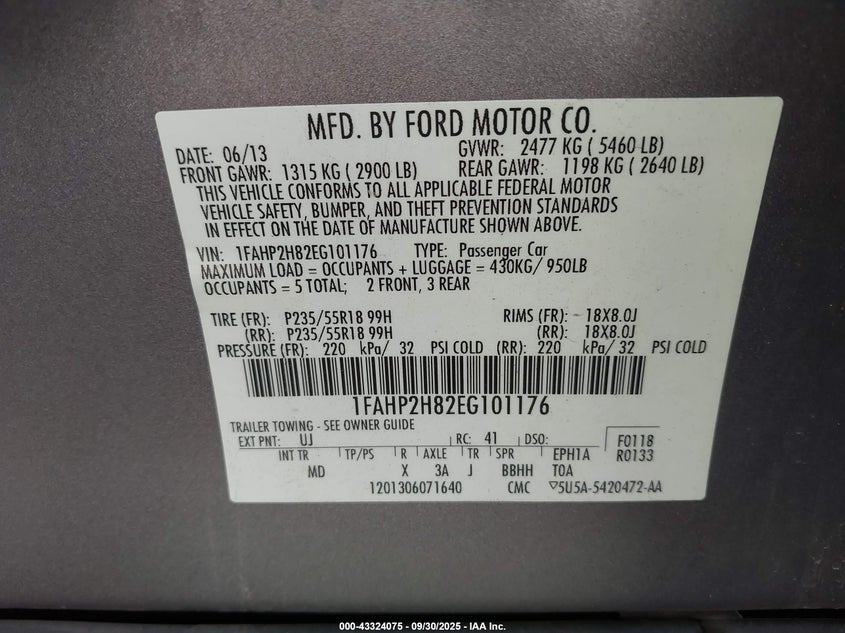 MFD. BY FORD MOTOR CO.
DATE: 06/13 GVWR: 2477 KG ( 5460 LB)
FRONT GAWR: 1315 KG ( 2900 LB) REAR GAWR: 1198 KG ( 2640 LB)
THIS VEHICLE CONFORMS TO ALL APPLICABLE FEDERAL MOTOR
VEHICLE SAFETY, BUMPER, AND THEFT PREVENTION STANDARDS
IN EFFECT ON THE DATE OF MANUFACTURE SHOWN ABOVE.
VIN: 1FAHP2H82EG101176 TYPE: Passenger Car
MAXIMUM LOAD = OCCUPANTS + LUGGAGE = 430KG/ 950LB
OCCUPANTS = 5 TOTAL; 2 FRONT, 3 REAR
TIRE (FR): P235/55R18 99H RIMS (FR): 18X8.0J
(RR): P235/55R18 99H (RR): 18X8.0J
PRESSURE (FR): 220 kPa/ 32 PSI COLD (RR): 220 kPa/ 32 PSI COLD
1FAHP2H82EG101176
TRAILER TOWING - SEE OWNER GUIDE
EXT PNT: UJ RC: 41 DSO: F0118
INT TR TP/PS R AXLE TR SPR EPH1A R0133
MD X 3A J BBHH TOA
1201306071640 CMC ▽5U5A-5420472-AA
000-43324075 - 09/30/2025 - IAA Inc.